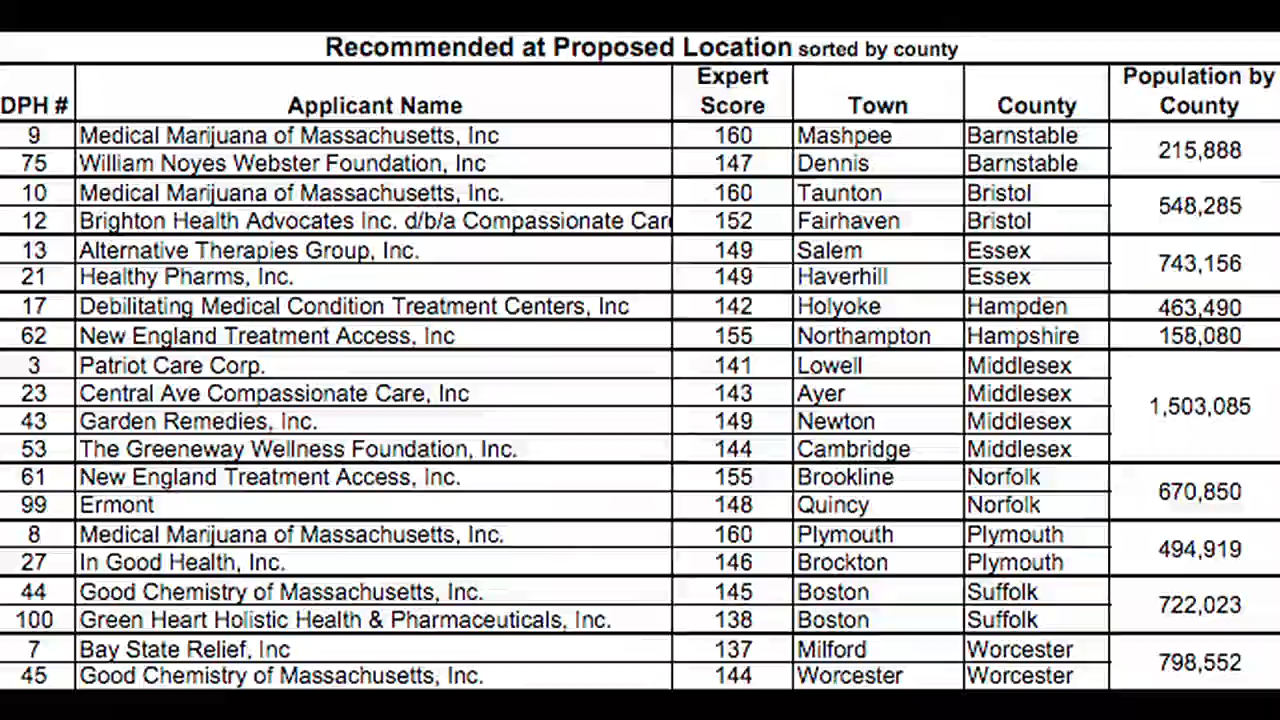 Recommended at Proposed Location sorted by county
DPH # Applicant Name Expert Score Town County Population by County
9 Medical Marijuana of Massachusetts, Inc 160 Mashpee Barnstable 215,888
75 William Noyes Webster Foundation, Inc 147 Dennis Barnstable
10 Medical Marijuana of Massachusetts, Inc. 160 Taunton Bristol 548,285
12 Brighton Health Advocates Inc. d/b/a Compassionate Care 152 Fairhaven Bristol
13 Alternative Therapies Group, Inc. 149 Salem Essex 743,156
21 Healthy Pharms, Inc. 149 Haverhill Essex
17 Debilitating Medical Condition Treatment Centers, Inc 142 Holyoke Hampden 463,490
62 New England Treatment Access, Inc 155 Northampton Hampshire 158,080
3 Patriot Care Corp. 141 Lowell Middlesex 1,503,085
23 Central Ave Compassionate Care, Inc 143 Ayer Middlesex
43 Garden Remedies, Inc. 149 Newton Middlesex
53 The Greeneway Wellness Foundation, Inc. 144 Cambridge Middlesex
61 New England Treatment Access, Inc. 155 Brookline Norfolk 670,850
99 Ermont 148 Quincy Norfolk
8 Medical Marijuana of Massachusetts, Inc. 160 Plymouth Plymouth 494,919
27 In Good Health, Inc. 146 Brockton Plymouth
44 Good Chemistry of Massachusetts, Inc. 145 Boston Suffolk 722,023
100 Green Heart Holistic Health & Pharmaceuticals, Inc. 138 Boston Suffolk
7 Bay State Relief, Inc 137 Milford Worcester 798,552
45 Good Chemistry of Massachusetts, Inc. 144 Worcester Worcester